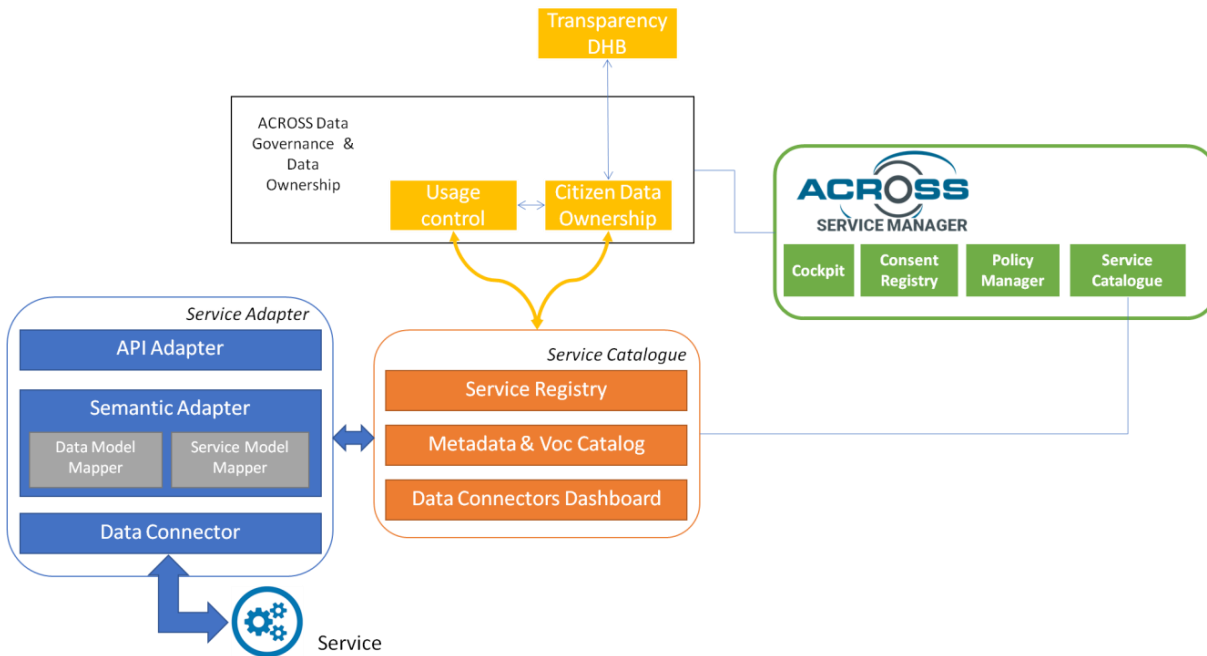 Transparency
DHB
ACROSS Data
Governance &
Data
Ownership
Usage
control
Citizen Data
Ownership
ACROSS
SERVICE MANAGER
Cockpit
Consent
Registry
Policy
Manager
Service
Catalogue
Service Adapter
API Adapter
Semantic Adapter
Data Model
Mapper
Service Model
Mapper
Data Connector
Service Catalogue
Service Registry
Metadata & Voc Catalog
Data Connectors Dashboard
Service